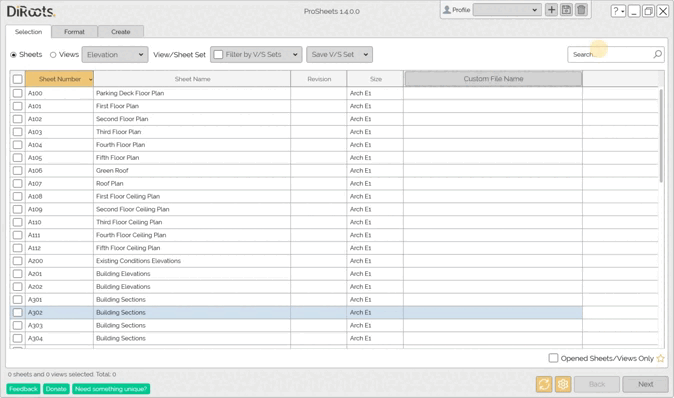 DiRoots.
ProSheets 1.4.0.0
Profile
?
Selection Format Create
Sheets Views Elevation View/Sheet Set Filter by V/S Sets Save V/S Set Search...
Sheet Number Sheet Name Revision Size Custom File Name
A100 Parking Deck Floor Plan Arch E1
A101 First Floor Plan Arch E1
A102 Second Floor Plan Arch E1
A103 Third Floor Plan Arch E1
A104 Fourth Floor Plan Arch E1
A105 Fifth Floor Plan Arch E1
A106 Green Roof Arch E1
A107 Roof Plan Arch E1
A108 First Floor Ceiling Plan Arch E1
A109 Second Floor Ceiling Plan Arch E1
A110 Third Floor Ceiling Plan Arch E1
A111 Fourth Floor Ceiling Plan Arch E1
A112 Fifth Floor Ceiling Plan Arch E1
A200 Existing Conditions Elevations Arch E1
A201 Building Elevations Arch E1
A202 Building Elevations Arch E1
A301 Building Sections Arch E1
A302 Building Sections Arch E1
A303 Building Sections Arch E1
A304 Building Sections Arch E1
Opened Sheets/Views Only
0 sheets and 0 views selected. Total: 0
Feedback Donate Need something unique? Back Next